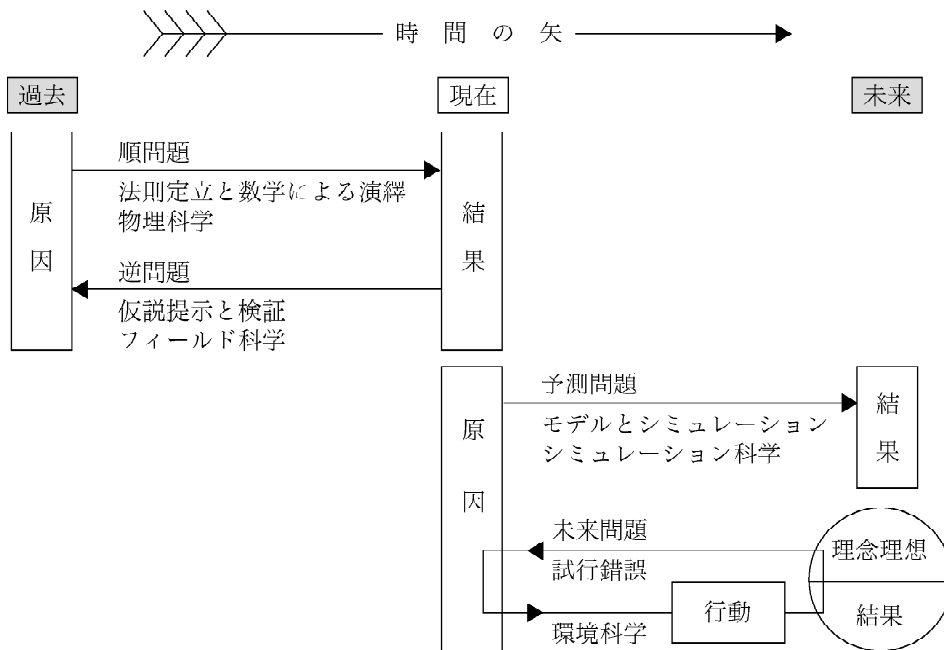 時間の矢
過去
現在
未来
原因
順問題
法則定立と数学による演繹
物理科学
逆問題
仮説提示と検証
フィールド科学
結果
原因
予測問題
モデルとシミュレーション
シミュレーション科学
結果
未来問題
試行錯誤
環境科学
行動
理念理想
結果